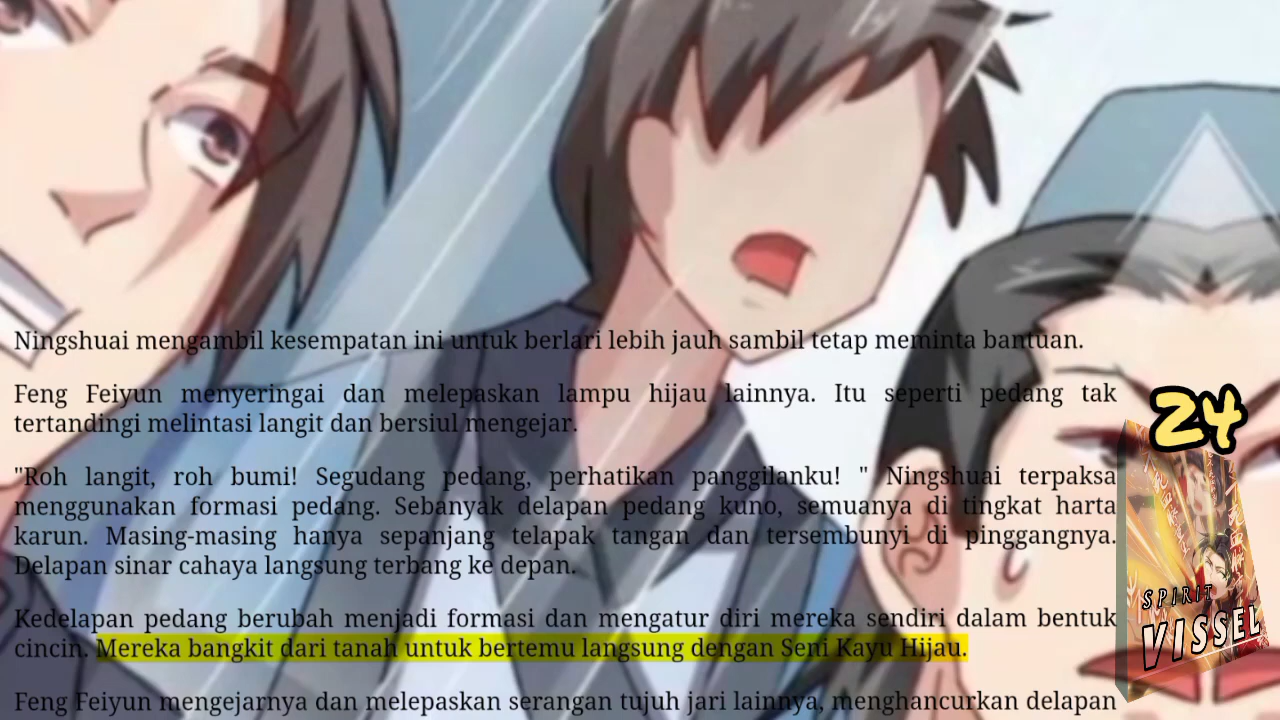 Ningshuai mengambil kesempatan ini untuk berlari lebih jauh sambil tetap meminta bantuan.
Feng Feiyun menyeringai dan melepaskan lampu hijau lainnya. Itu seperti pedang tak
tertandingi melintasi langit dan bersiul mengejar.
"Roh langit, roh bumi! Segudang pedang, perhatikan panggilanku! " Ningshuai terpaksa
menggunakan formasi pedang. Sebanyak delapan pedang kuno, semuanya di tingkat harta
karun. Masing-masing hanya sepanjang telapak tangan dan tersembunyi di pinggangnya.
Delapan sinar cahaya langsung terbang ke depan.
Kedelapan pedang berubah menjadi formasi dan mengatur diri mereka sendiri dalam bentuk
cincin. Mereka bangkit dari tanah untuk bertemu langsung dengan Seni Kayu Hijau.
Feng Feiyun mengejarnya dan melepaskan serangan tujuh jari lainnya, menghancurkan delapan
24
SPIRIT
VISSEL